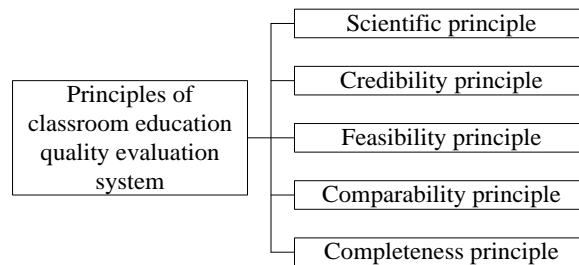 Principles of
classroom education
quality evaluation
system
Scientific principle
Credibility principle
Feasibility principle
Comparability principle
Completeness principle